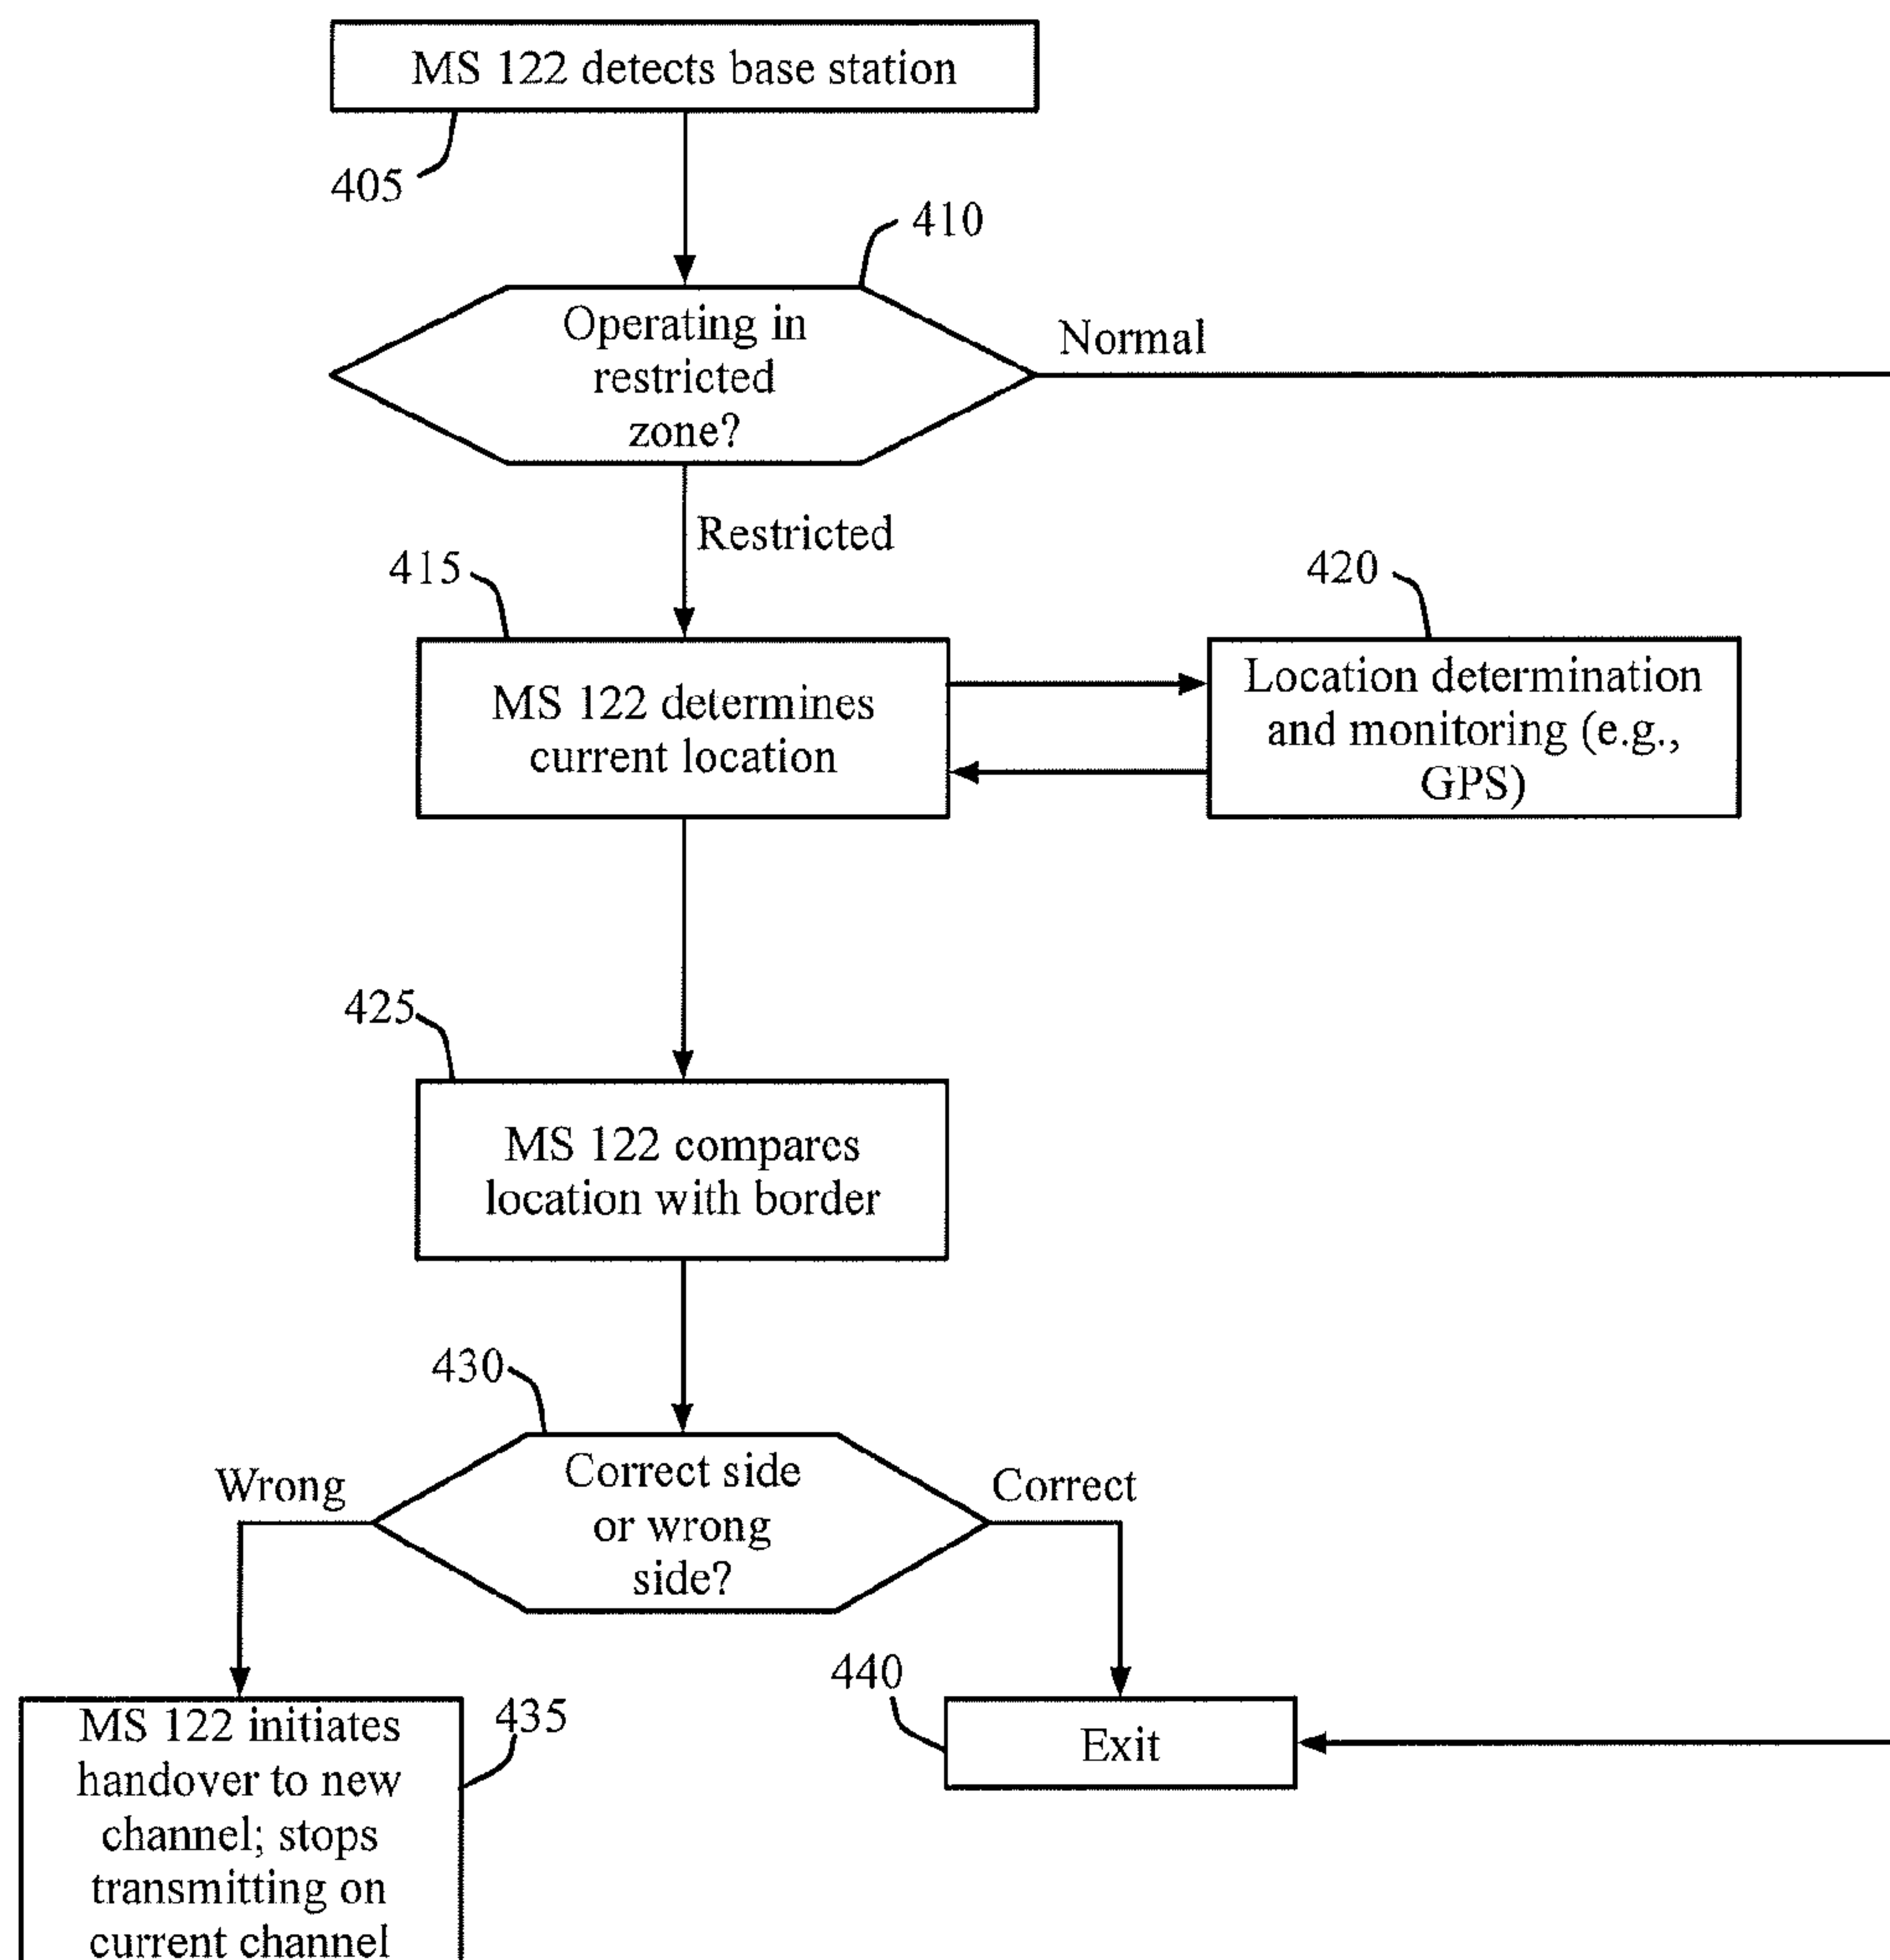 MS 122 detects base station
405
410
Operating in
restricted
zone?
Normal
Restricted
415
420
MS 122 determines
current location
Location determination
and monitoring (e.g.,
GPS)
425
MS 122 compares
location with border
430
Wrong
Correct side
or wrong
side?
Correct
440
435
MS 122 initiates
handover to new
channel; stops
transmitting on
current channel
Exit